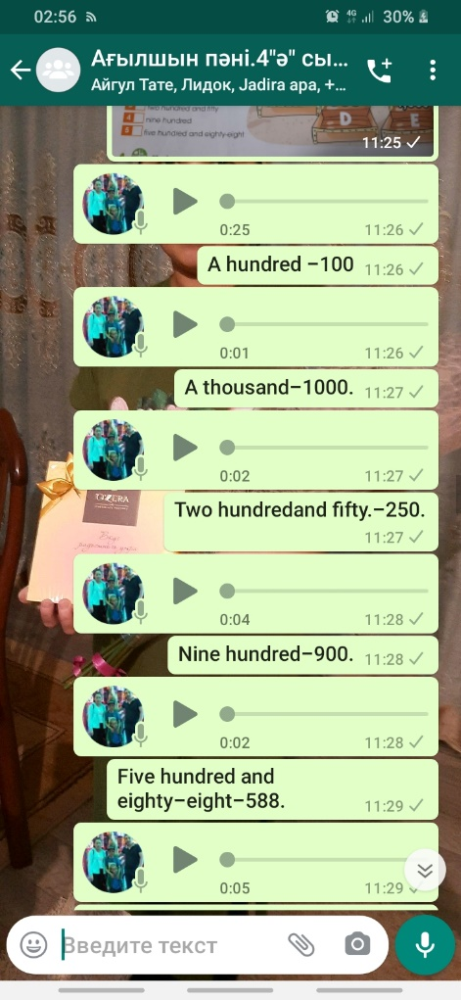 02:56 4G 30%
Ағылшын пәні.4"ә" сы...
Айгул Тате, Лидок, Jadira apa, +...
two hundred and fifty
4 nine hundred
5 five hundred and eighty-eight
D E
11:25
0:25 11:26
A hundred –100 11:26
0:01 11:26
A thousand–1000. 11:27
0:02 11:27
Two hundredand fifty.–250.
11:27
0:04 11:28
Nine hundred–900. 11:28
0:02 11:28
Five hundred and
eighty–eight–588. 11:29
0:05 11:29
Введите текст